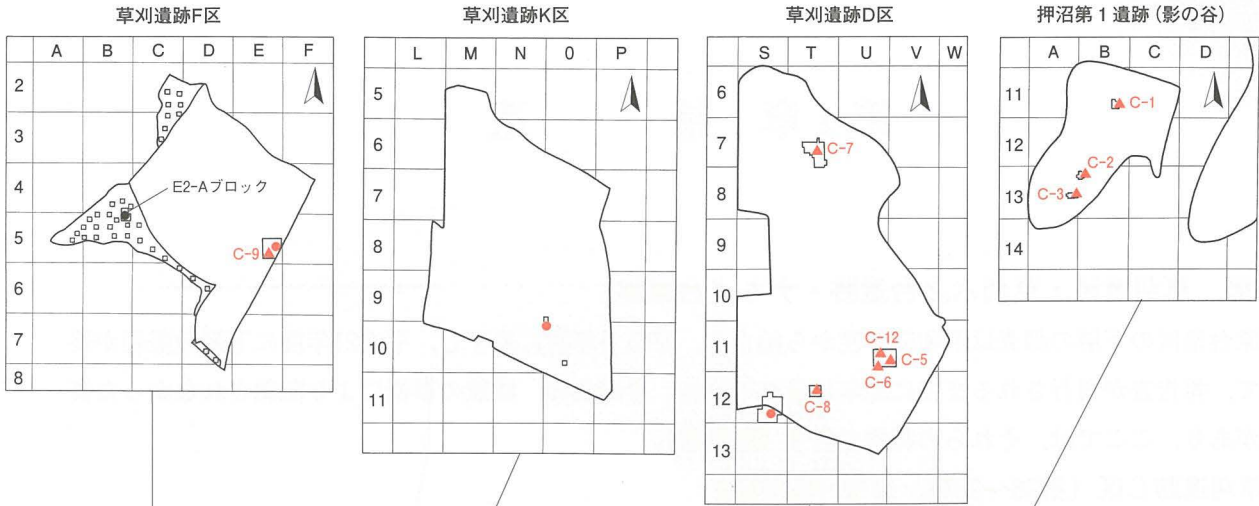 草刈遺跡F区
A B C D E F
2
3
4
5
6
7
8
E2-Aブロック
C-9
草刈遺跡K区
L M N O P
5
6
7
8
9
10
11
草刈遺跡D区
S T U V W
6
7
8
9
10
11
12
13
C-7
C-12
C-5
C-6
C-8
押沼第1遺跡(影の谷)
A B C D
11
12
13
14
C-1
C-2
C-3